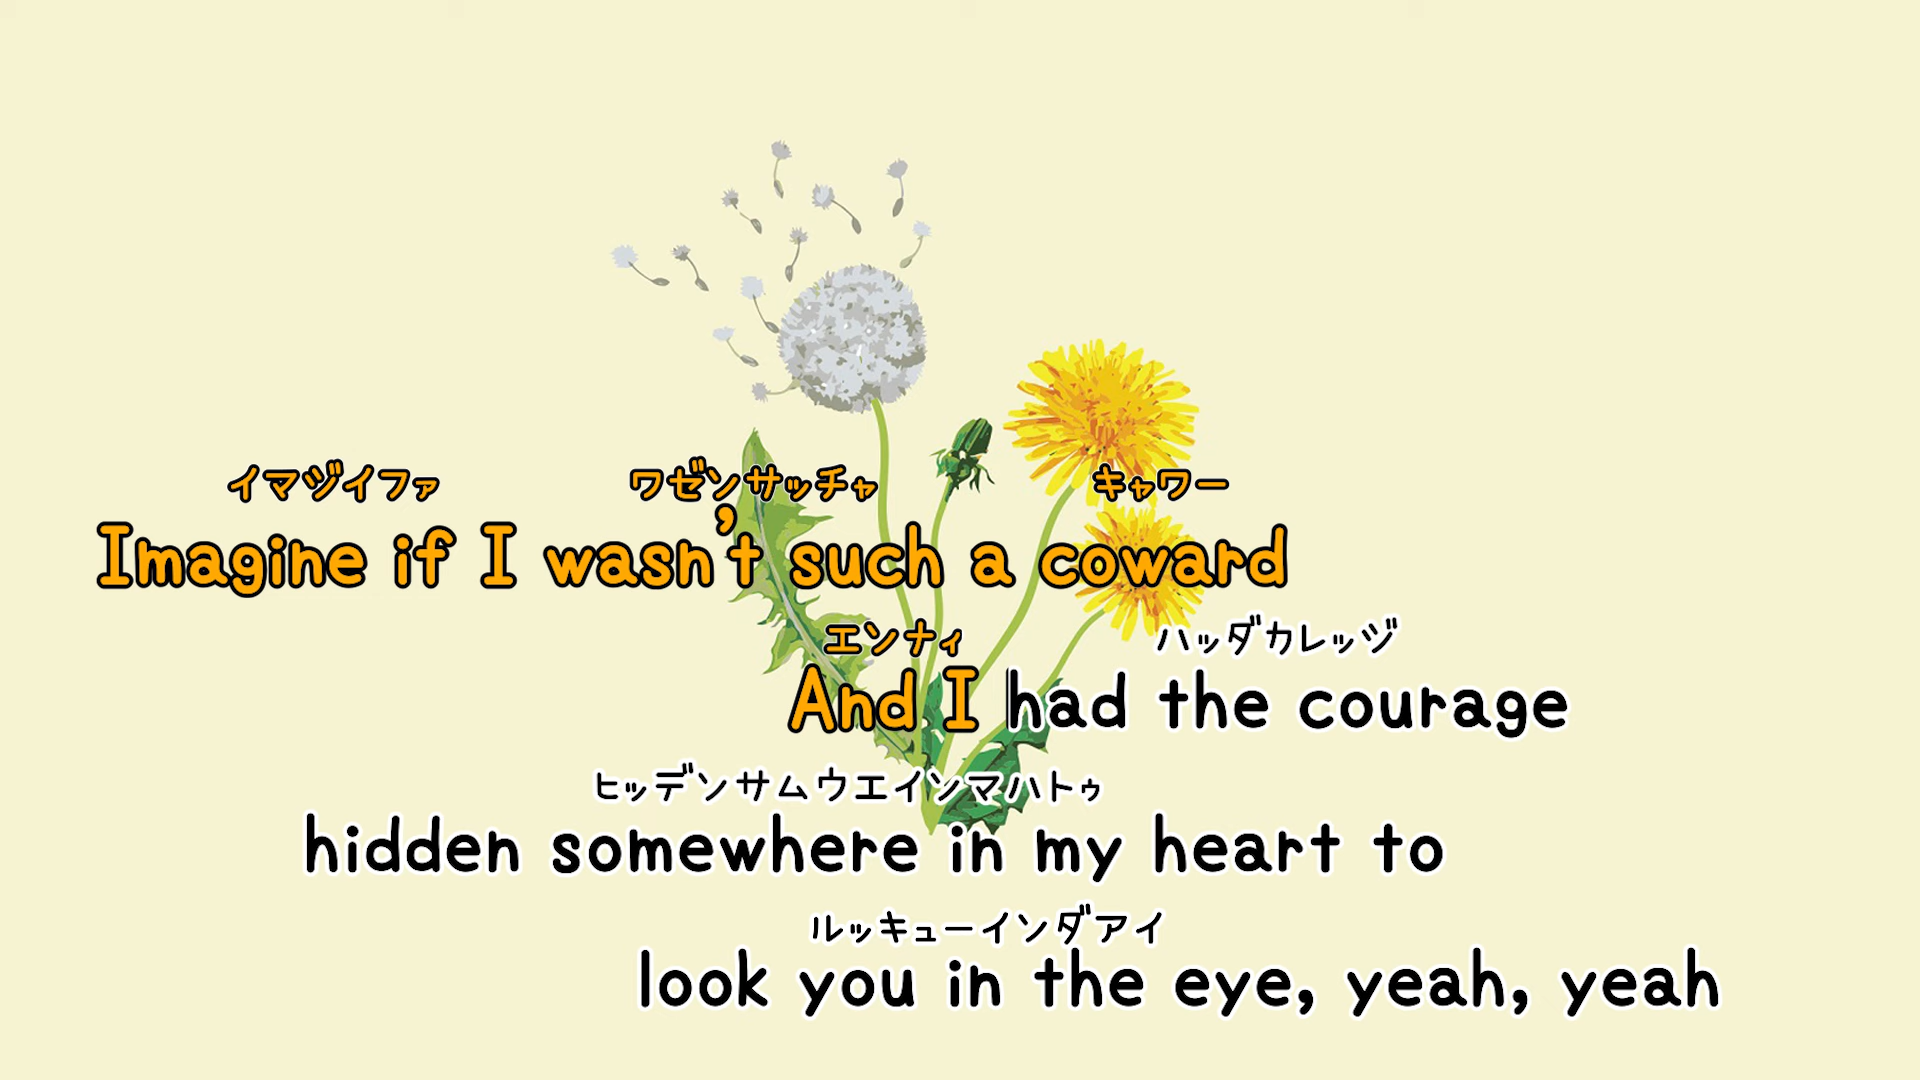 イマジイファ ワゼンサッチャ キャワー
Imagine if I wasn't such a coward
エンナィ ハッダカレッジ
And I had the courage
ヒッデンサムウエインマハトゥ
hidden somewhere in my heart to
ルッキューインダアイ
look you in the eye, yeah, yeah